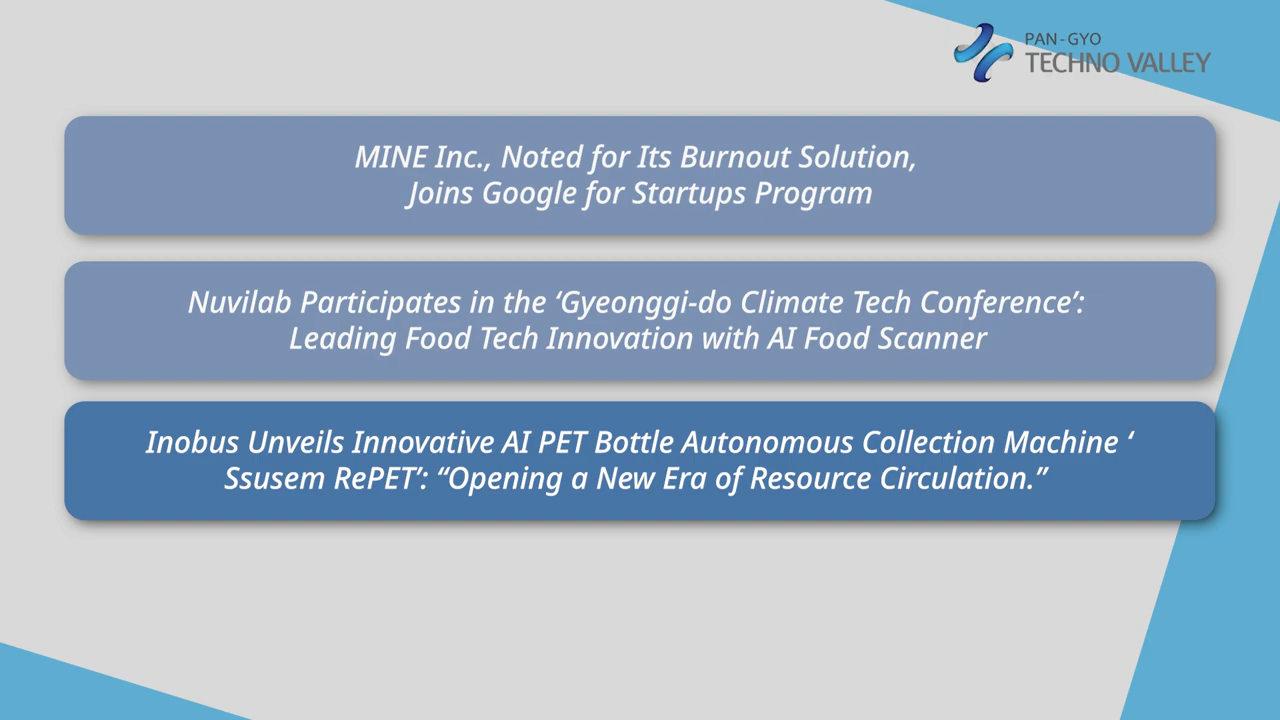 PAN-GYO
TECHNO VALLEY
MINE Inc., Noted for Its Burnout Solution,
Joins Google for Startups Program
Nuvilab Participates in the ‘Gyeonggi-do Climate Tech Conference’:
Leading Food Tech Innovation with AI Food Scanner
Inobus Unveils Innovative AI PET Bottle Autonomous Collection Machine ‘
Ssusem RePET’: “Opening a New Era of Resource Circulation.”